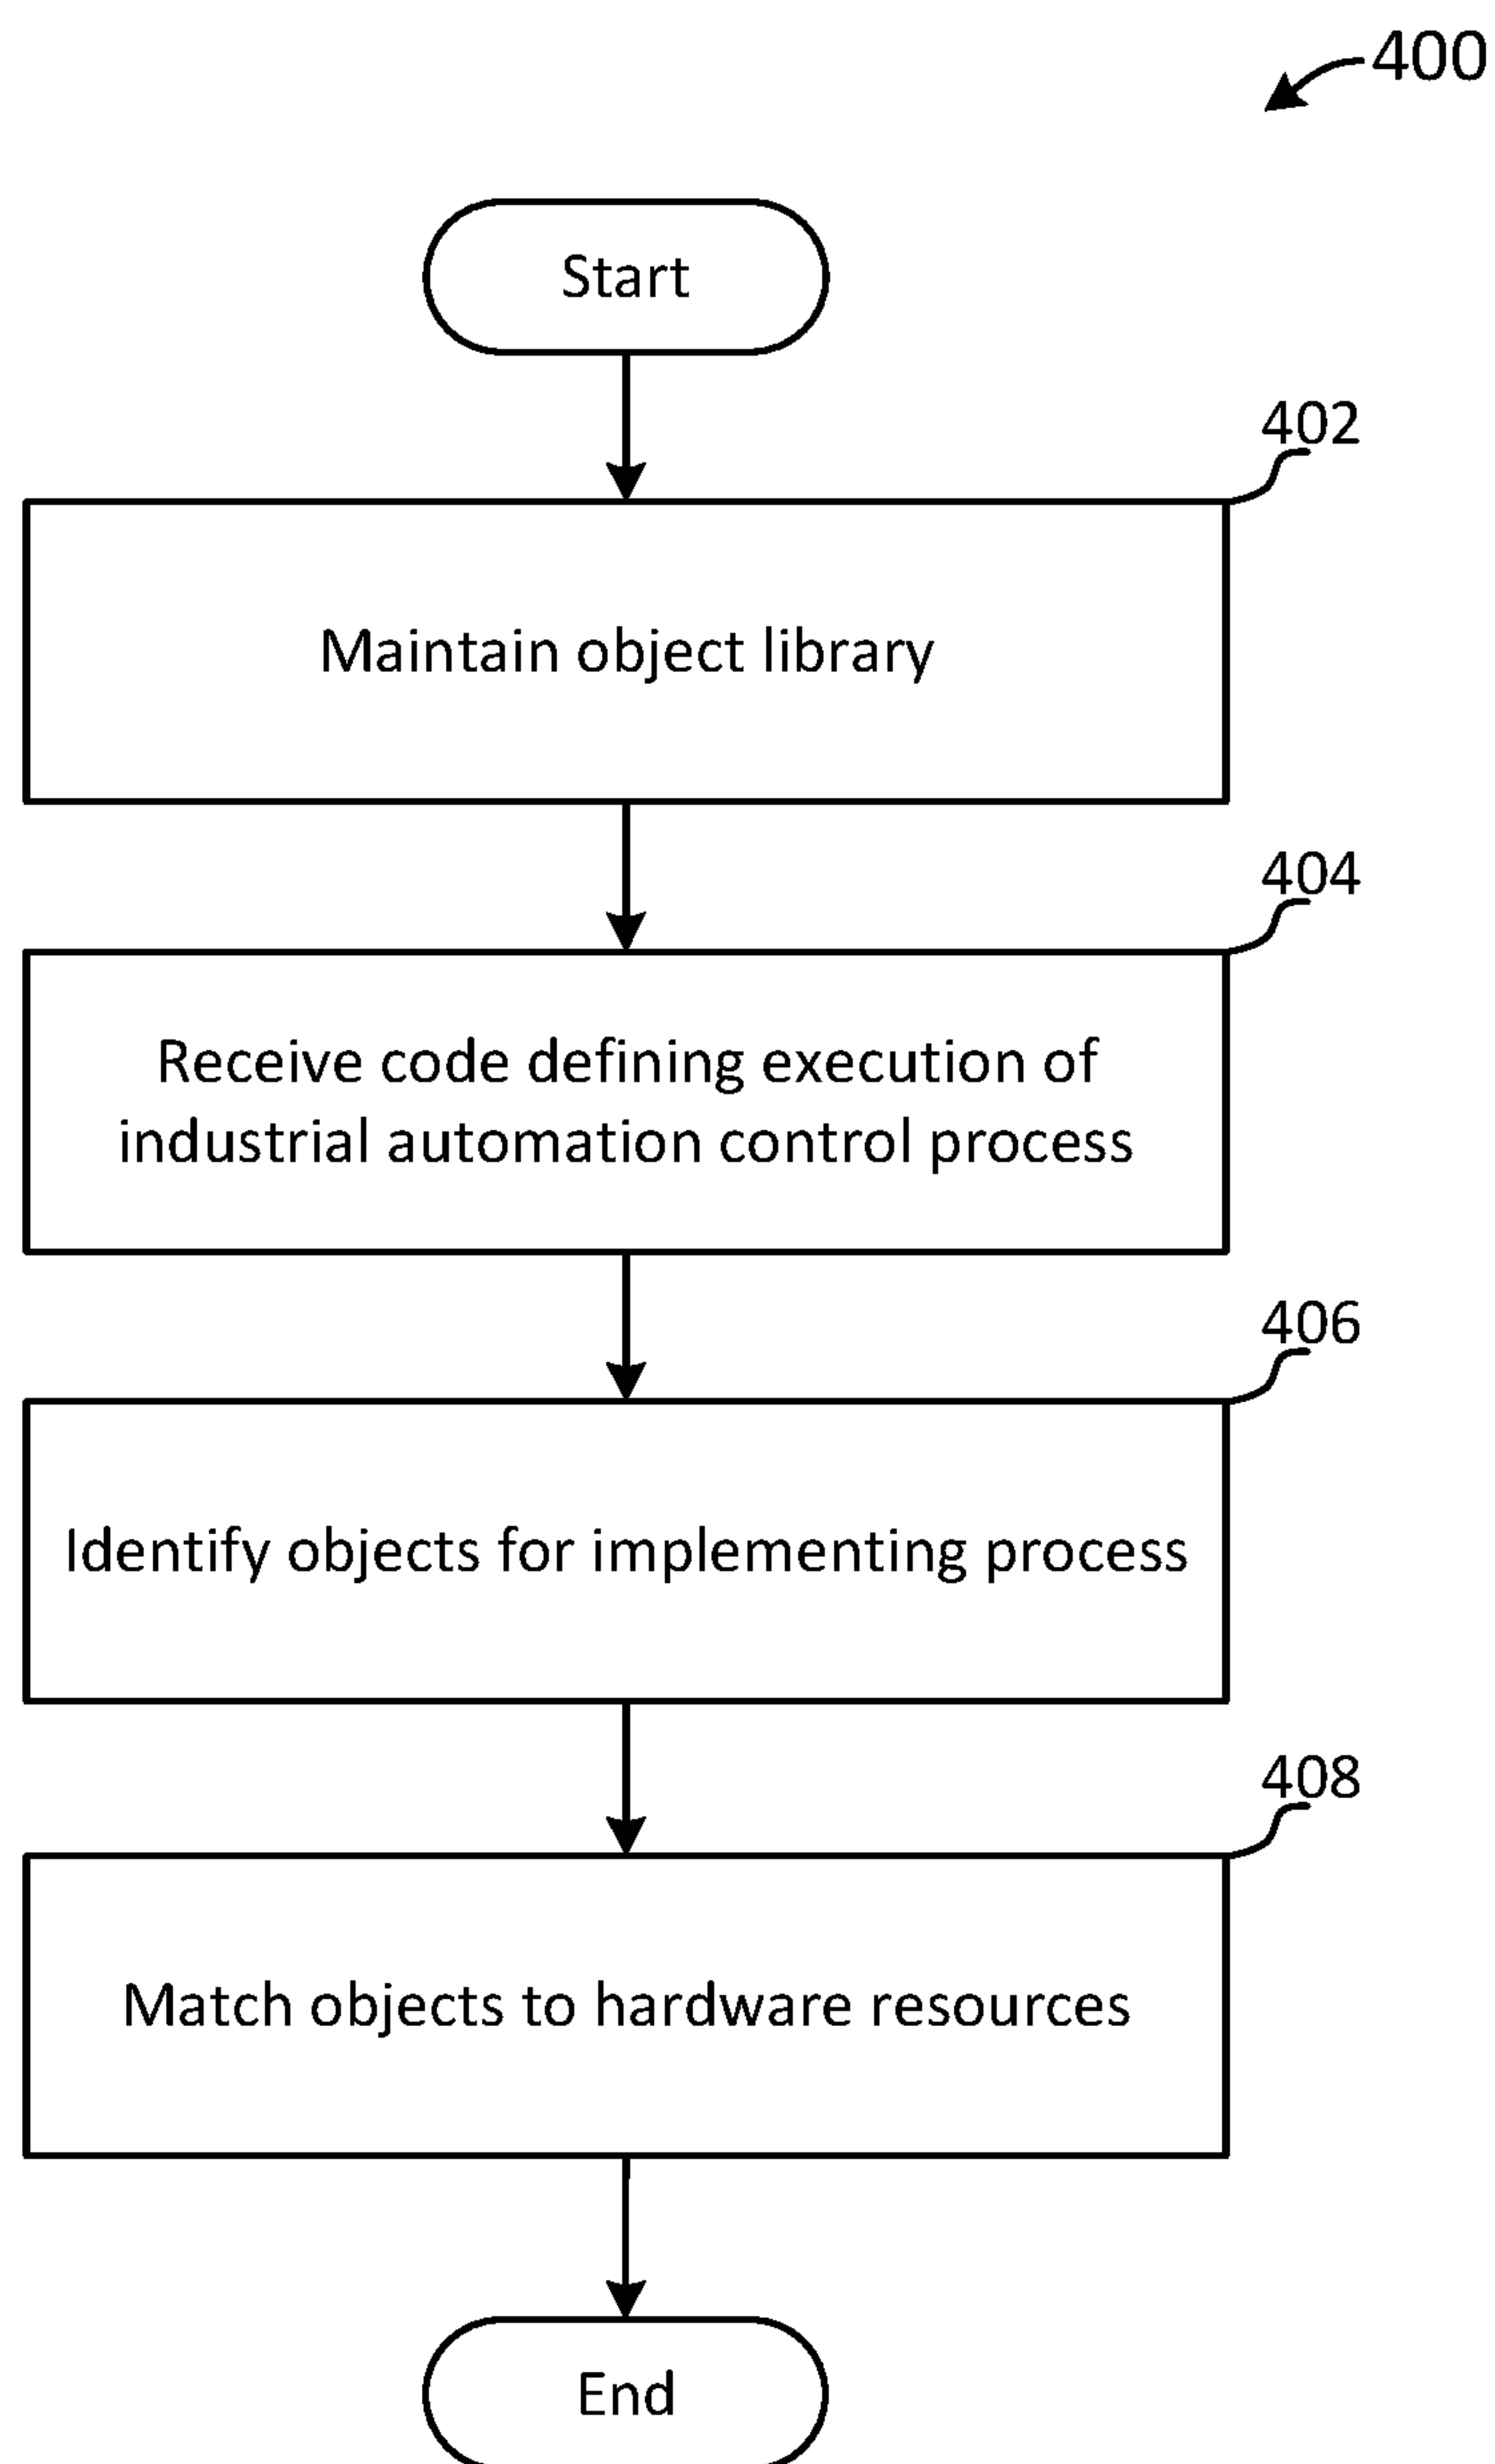 400
Start
402
Maintain object library
404
Receive code defining execution of
industrial automation control process
406
Identify objects for implementing process
408
Match objects to hardware resources
End